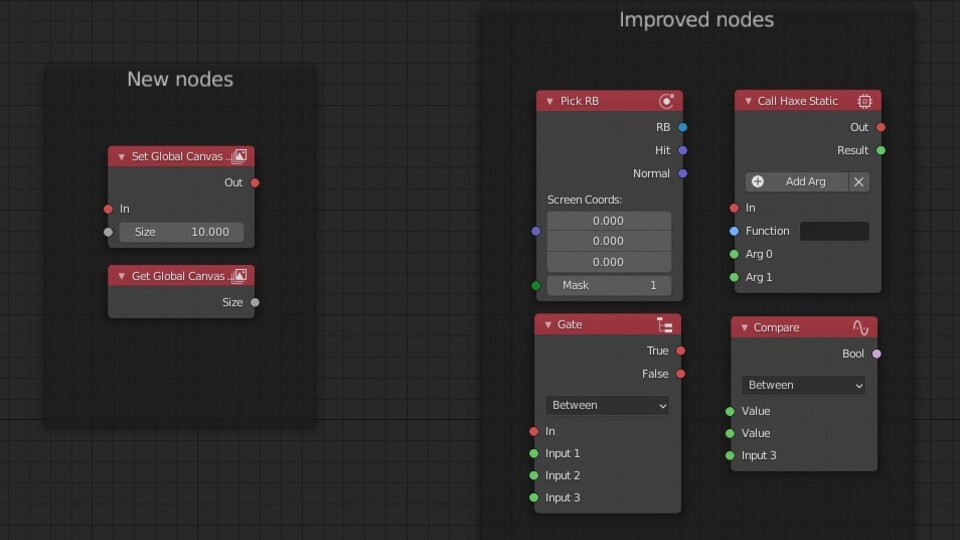 New nodes
Set Global Canvas ..
Out
In
Size 10.000
Get Global Canvas ..
Size
Improved nodes
Pick RB
RB
Hit
Normal
Screen Coords:
0.000
0.000
0.000
Mask 1
Call Haxe Static
Out
Result
Add Arg
In
Function
Arg 0
Arg 1
Gate
True
False
Between
In
Input 1
Input 2
Input 3
Compare
Bool
Between
Value
Value
Input 3